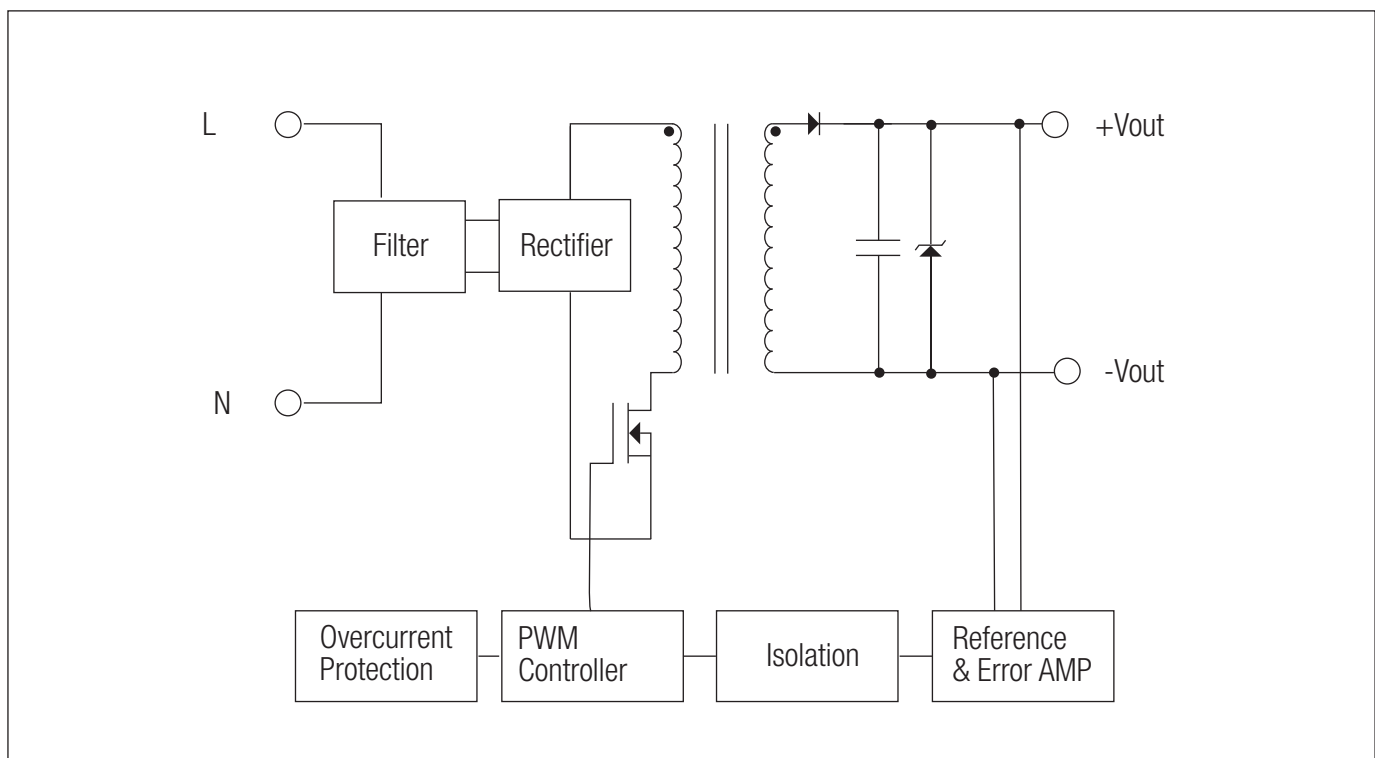 L
+Vout
Filter
Rectifier
-Vout
N
Overcurrent
Protection
PWM
Controller
Isolation
Reference
& Error AMP